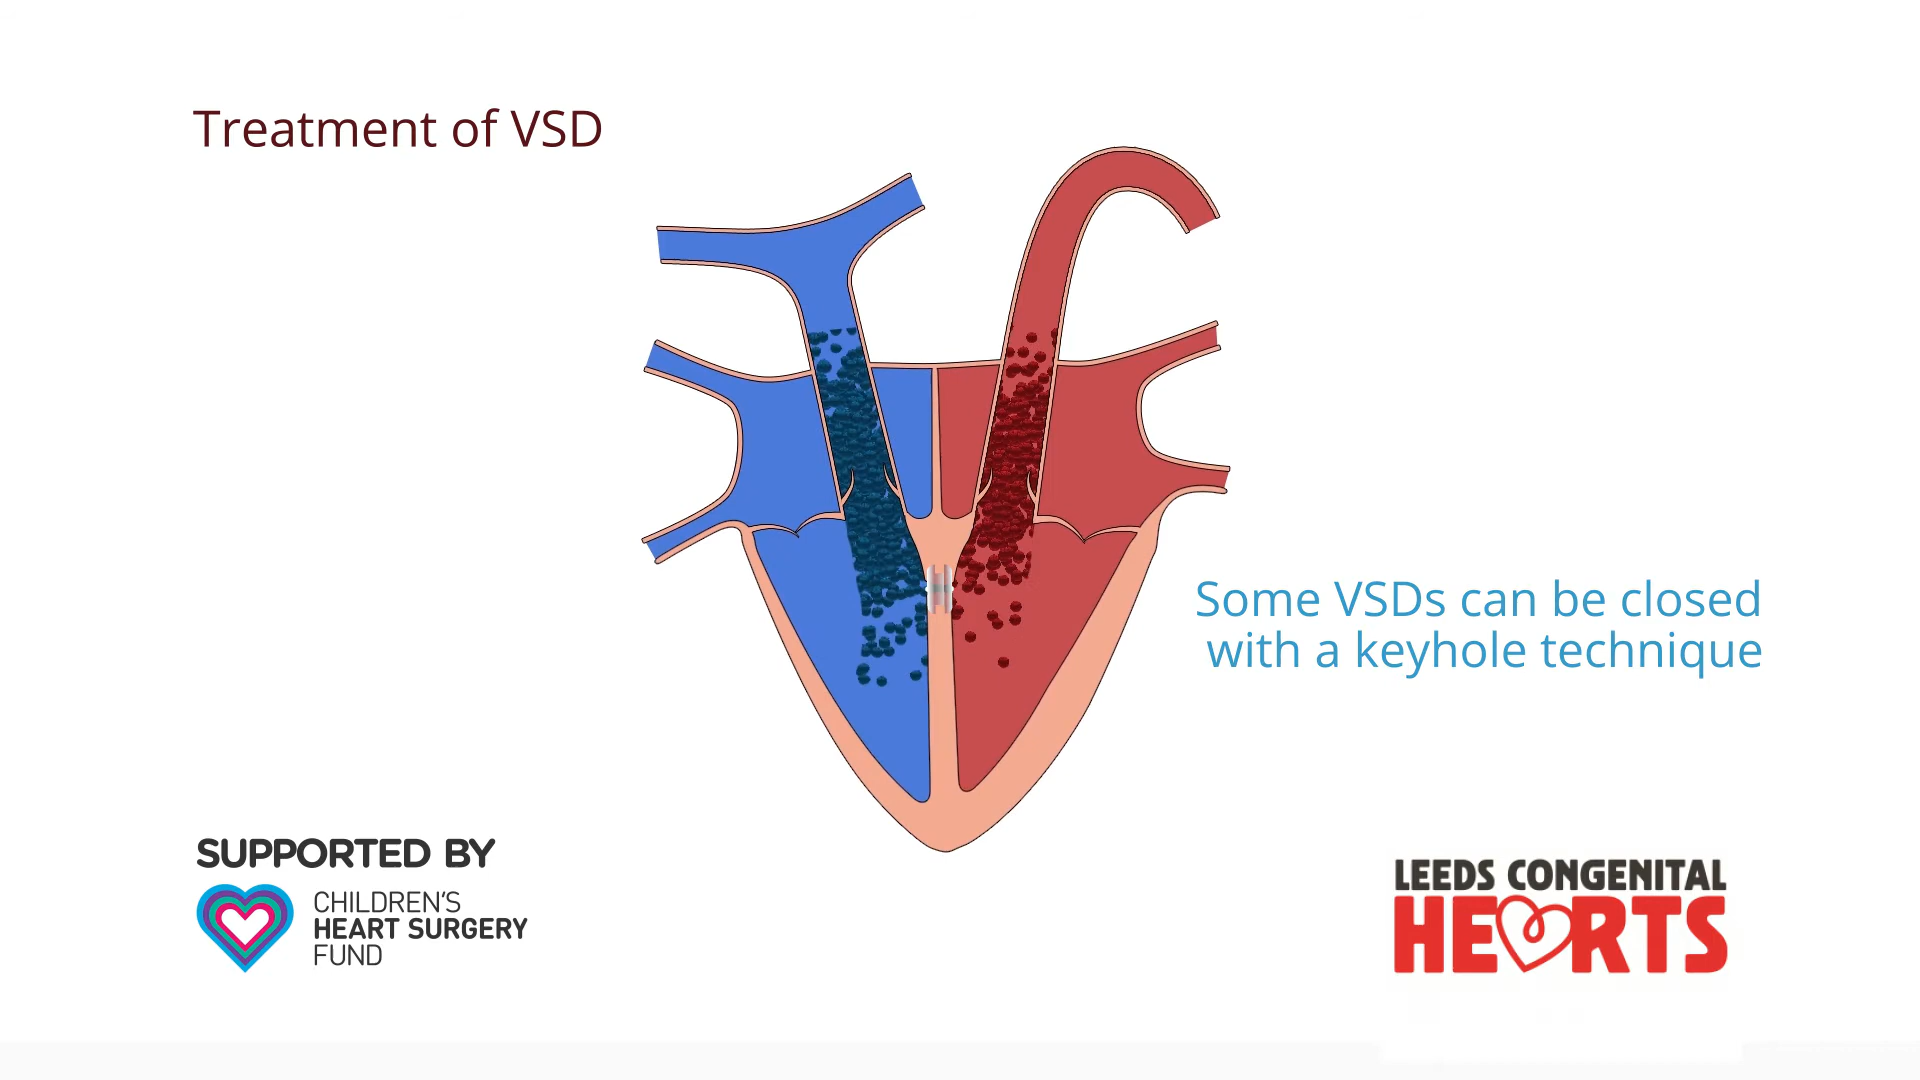 Treatment of VSD
Some VSDs can be closed
with a keyhole technique
SUPPORTED BY
CHILDREN'S
HEART SURGERY
FUND
LEEDS CONGENITAL
HEARTS